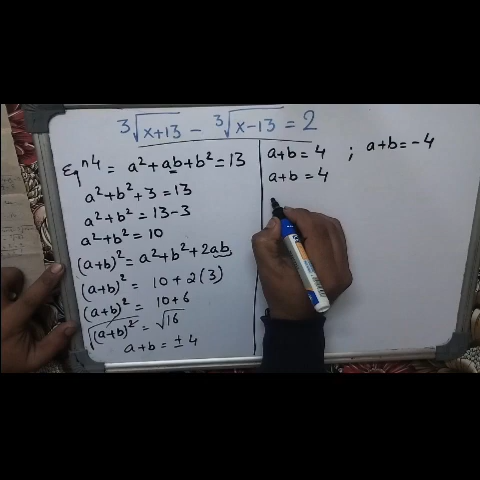 ³√x+13 − ³√x−13 = 2
Eqⁿ4 = a²+ab+b² = 13
a²+b²+3 = 13
a²+b² = 13−3
a²+b² = 10
(a+b)² = a²+b²+2ab
(a+b)² = 10+2(3)
(a+b)² = 10+6
√(a+b)² = √16
a+b = ±4
a+b = 4 ; a+b = −4
a+b = 4